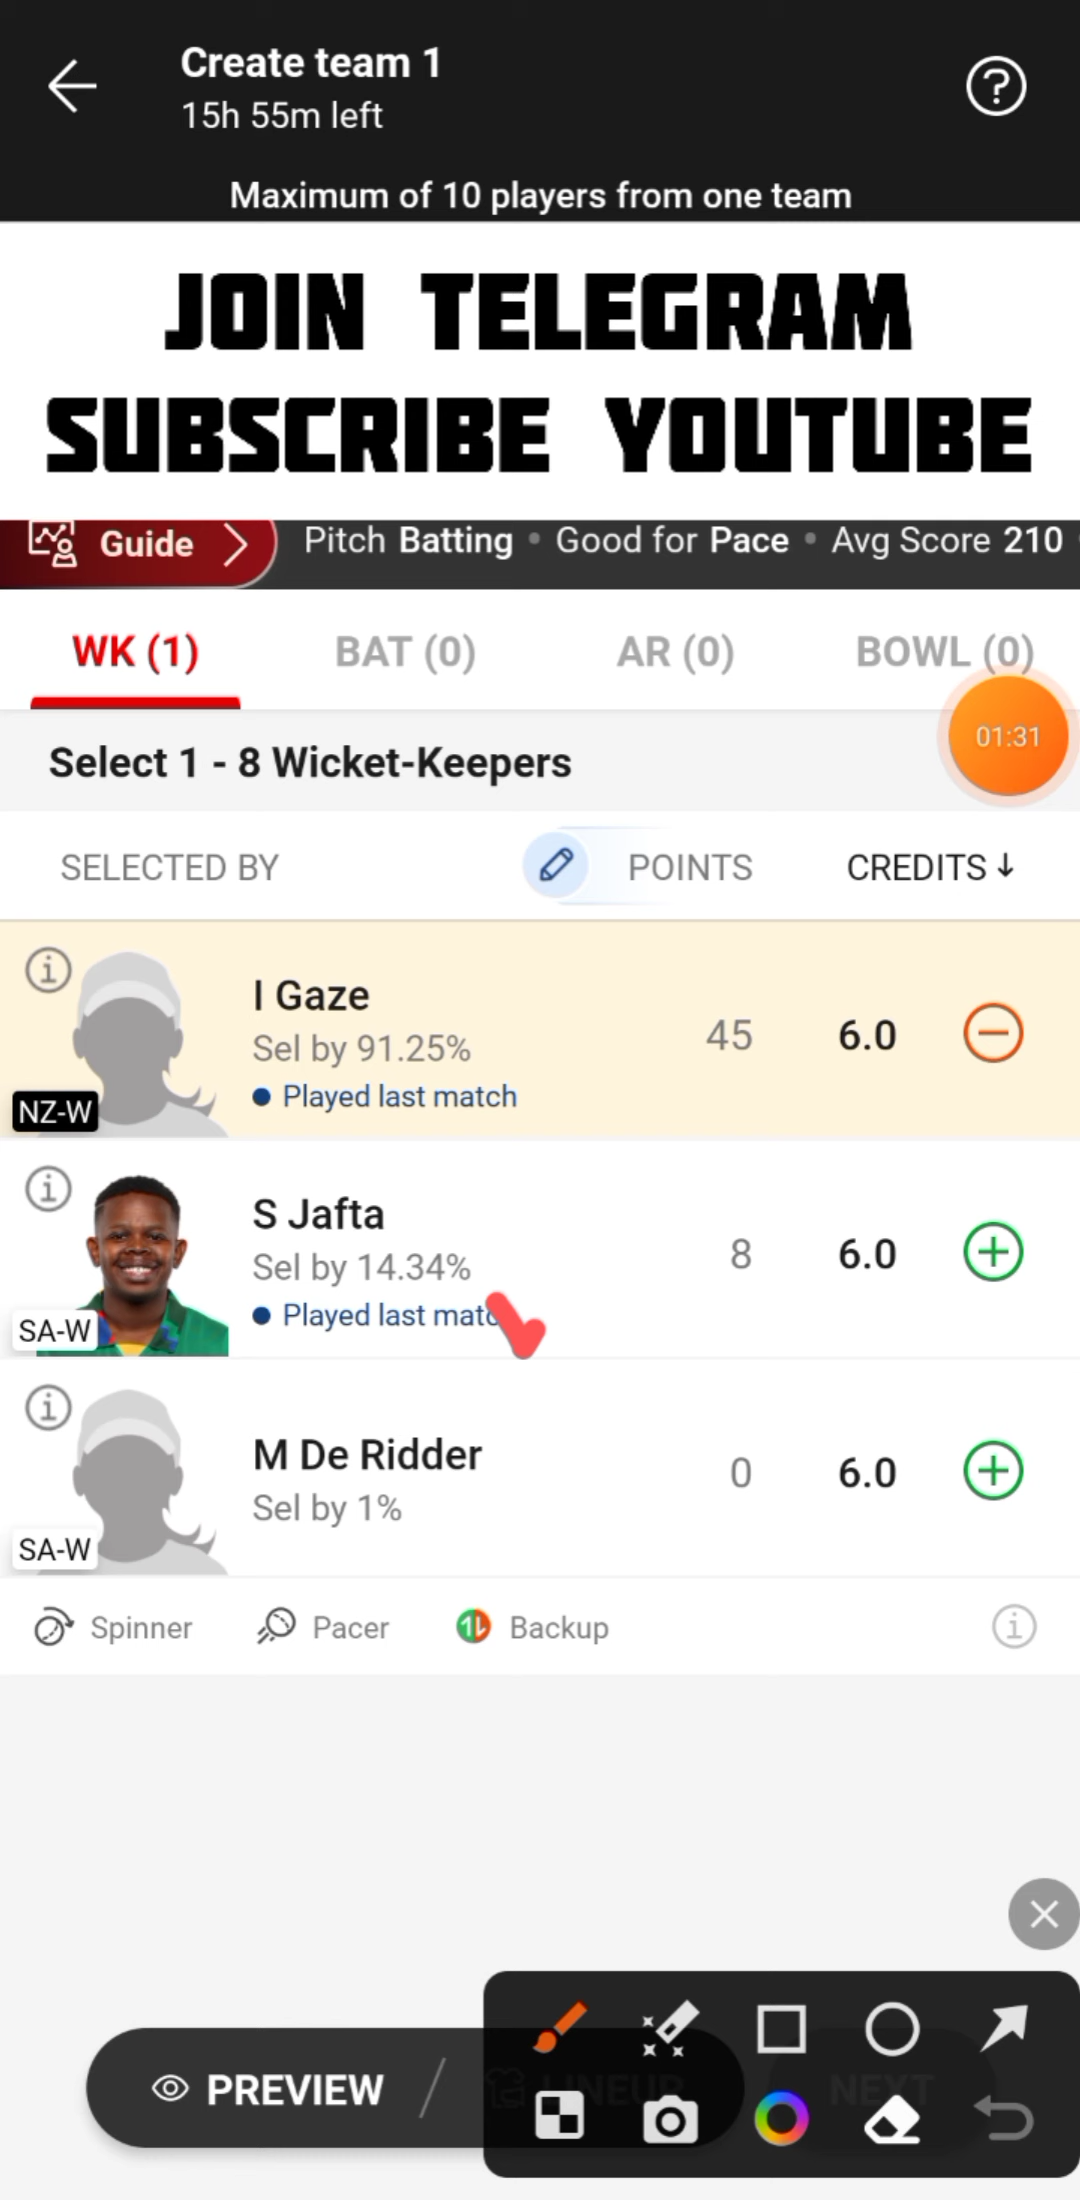 Create team 1
15h 55m left
Maximum of 10 players from one team
JOIN TELEGRAM
SUBSCRIBE YOUTUBE
Guide Pitch Batting • Good for Pace • Avg Score 210
WK (1) BAT (0) AR (0) BOWL (0)
01:31
Select 1 - 8 Wicket-Keepers
SELECTED BY POINTS CREDITS ↓
I Gaze
Sel by 91.25% 45 6.0
Played last match
NZ-W
S Jafta
Sel by 14.34% 8 6.0
Played last matc
SA-W
M De Ridder
Sel by 1% 0 6.0
SA-W
Spinner Pacer Backup
PREVIEW / LINEUP NEXT